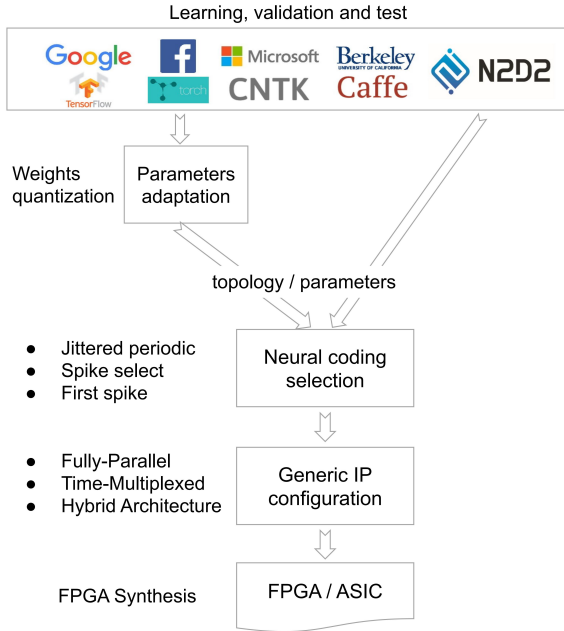 Learning, validation and test
Google
TensorFlow
f
torch
Microsoft
CNTK
Berkeley
UNIVERSITY OF CALIFORNIA
Caffe
N2D2
Weights
quantization
Parameters
adaptation
topology / parameters
● Jittered periodic
● Spike select
● First spike
Neural coding
selection
● Fully-Parallel
● Time-Multiplexed
● Hybrid Architecture
Generic IP
configuration
FPGA Synthesis
FPGA / ASIC